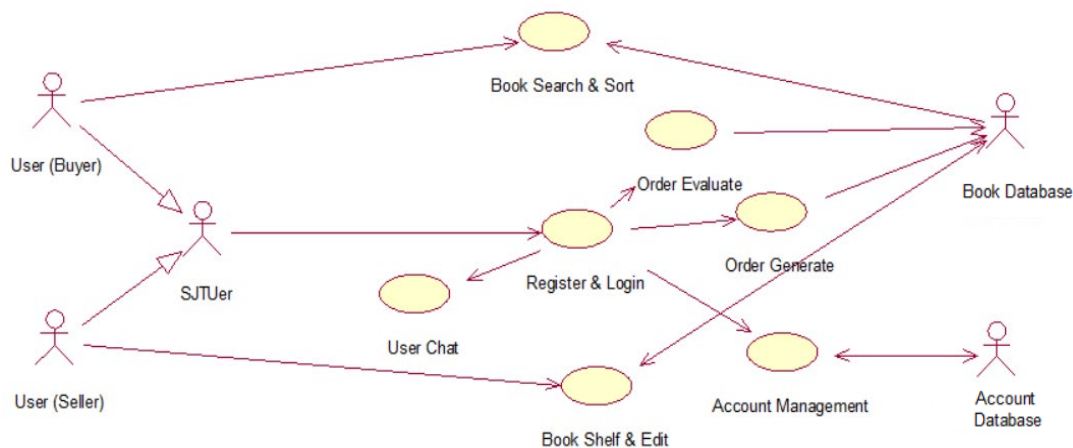 Book Search & Sort
User (Buyer)
Order Evaluate
Book Database
SJTUer
Register & Login
Order Generate
User Chat
User (Seller)
Book Shelf & Edit
Account Management
Account
Database